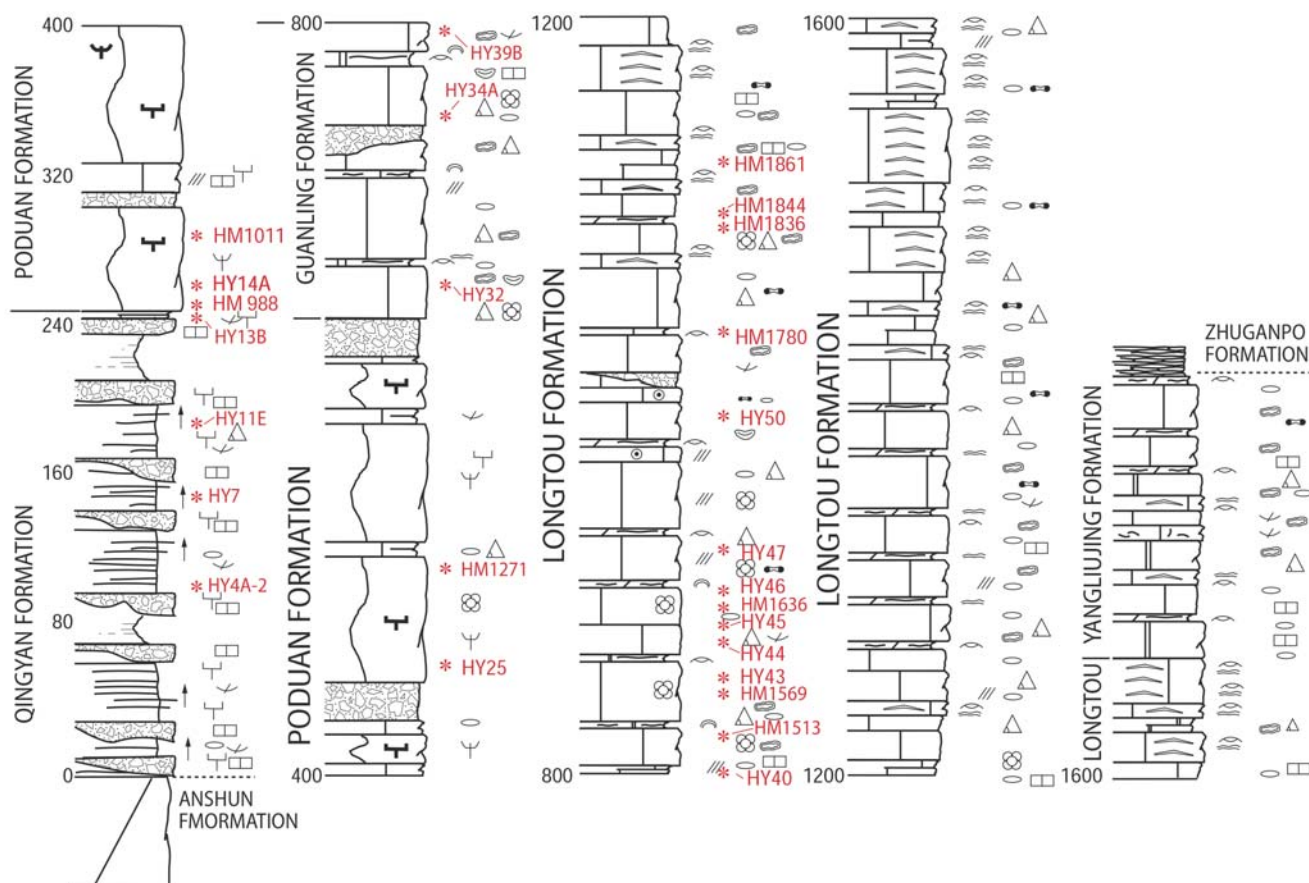 400
PODUAN FORMATION
320
HM1011
HY14A
HM 988
240
HY13B
HY11E
160
HY7
QINGYAN FORMATION
HY4A-2
80
0
ANSHUN
FMORMATION
800
HY39B
GUANLING FORMATION
HY34A
HY32
PODUAN FORMATION
HM1271
HY25
400
1200
HM1861
HM1844
HM1836
LONGTOU FORMATION
HM1780
HY50
HY47
HY46
HM1636
HY45
HY44
HY43
HM1569
HM1513
800
HY40
1600
LONGTOU FORMATION
1200
ZHUGANPO
FORMATION
YANGLIUJING FORMATION
LONGTOU
1600